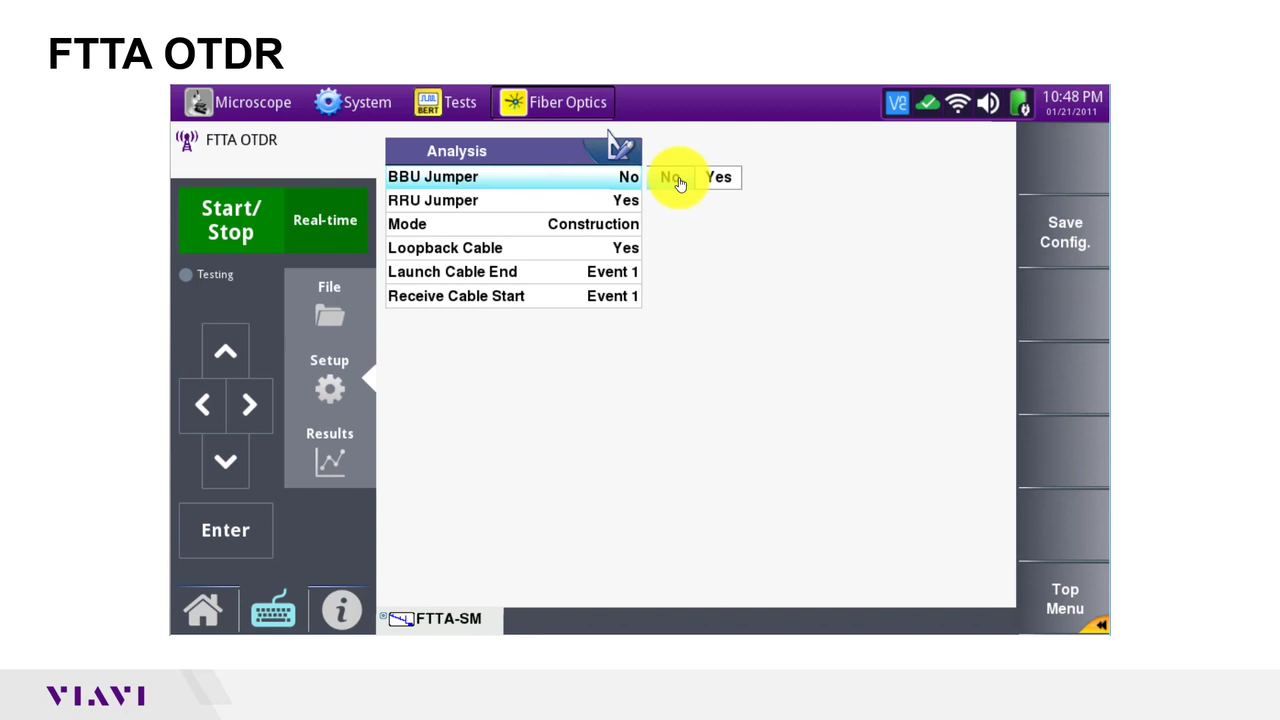 FTTA OTDR
Microscope System Tests Fiber Optics 10:48 PM
BERT V2 01/21/2011
FTTA OTDR
Analysis
BBU Jumper No No Yes
RRU Jumper Yes
Mode Construction
Loopback Cable Yes
Launch Cable End Event 1
Receive Cable Start Event 1
Start/
Stop
Real-time
Testing
File
Setup
Results
Enter
Save
Config.
Top
Menu
FTTA-SM
VIAVI